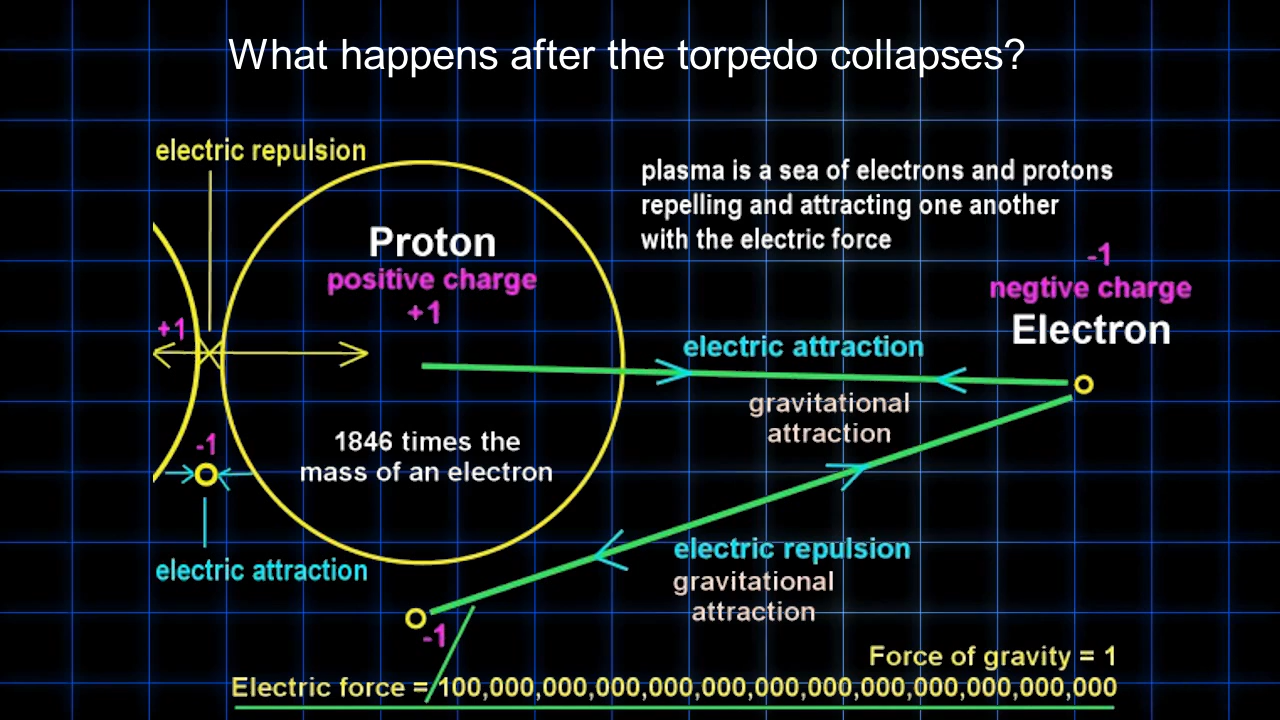 What happens after the torpedo collapses?
electric repulsion
plasma is a sea of electrons and protons
repelling and attracting one another
with the electric force
Proton
positive charge
+1
-1
negtive charge
Electron
+1
electric attraction
gravitational
attraction
1846 times the
mass of an electron
-1
electric attraction
electric repulsion
gravitational
attraction
-1
Force of gravity = 1
Electric force = 100,000,000,000,000,000,000,000,000,000,000,000,000